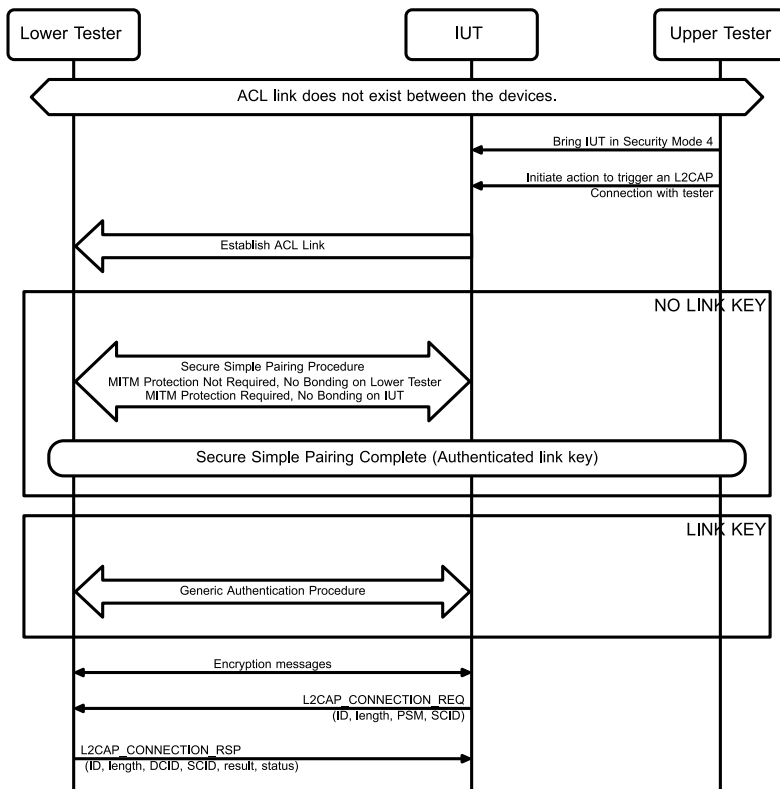 Lower Tester
IUT
Upper Tester
ACL link does not exist between the devices.
Bring IUT in Security Mode 4
Initiate action to trigger an L2CAP
Connection with tester
Establish ACL Link
NO LINK KEY
Secure Simple Pairing Procedure
MITM Protection Not Required, No Bonding on Lower Tester
MITM Protection Required, No Bonding on IUT
Secure Simple Pairing Complete (Authenticated link key)
LINK KEY
Generic Authentication Procedure
Encryption messages
L2CAP_CONNECTION_REQ
(ID, length, PSM, SCID)
L2CAP_CONNECTION_RSP
(ID, length, DCID, SCID, result, status)